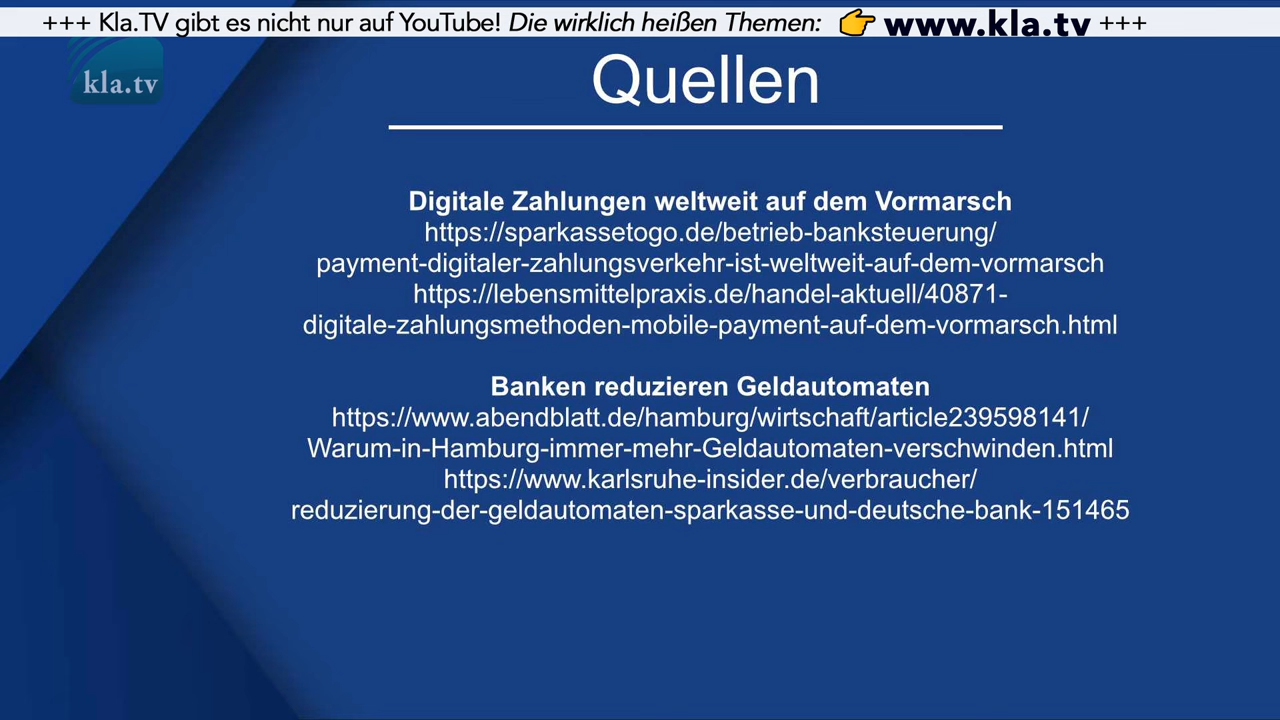 +++ Kla.TV gibt es nicht nur auf YouTube! Die wirklich heißen Themen: 👉 www.kla.tv +++
kla.tv
Quellen
Digitale Zahlungen weltweit auf dem Vormarsch
https://sparkassetogo.de/betrieb-banksteuerung/
payment-digitaler-zahlungsverkehr-ist-weltweit-auf-dem-vormarsch
https://lebensmittelpraxis.de/handel-aktuell/40871-
digitale-zahlungsmethoden-mobile-payment-auf-dem-vormarsch.html
Banken reduzieren Geldautomaten
https://www.abendblatt.de/hamburg/wirtschaft/article239598141/
Warum-in-Hamburg-immer-mehr-Geldautomaten-verschwinden.html
https://www.karlsruhe-insider.de/verbraucher/
reduzierung-der-geldautomaten-sparkasse-und-deutsche-bank-151465